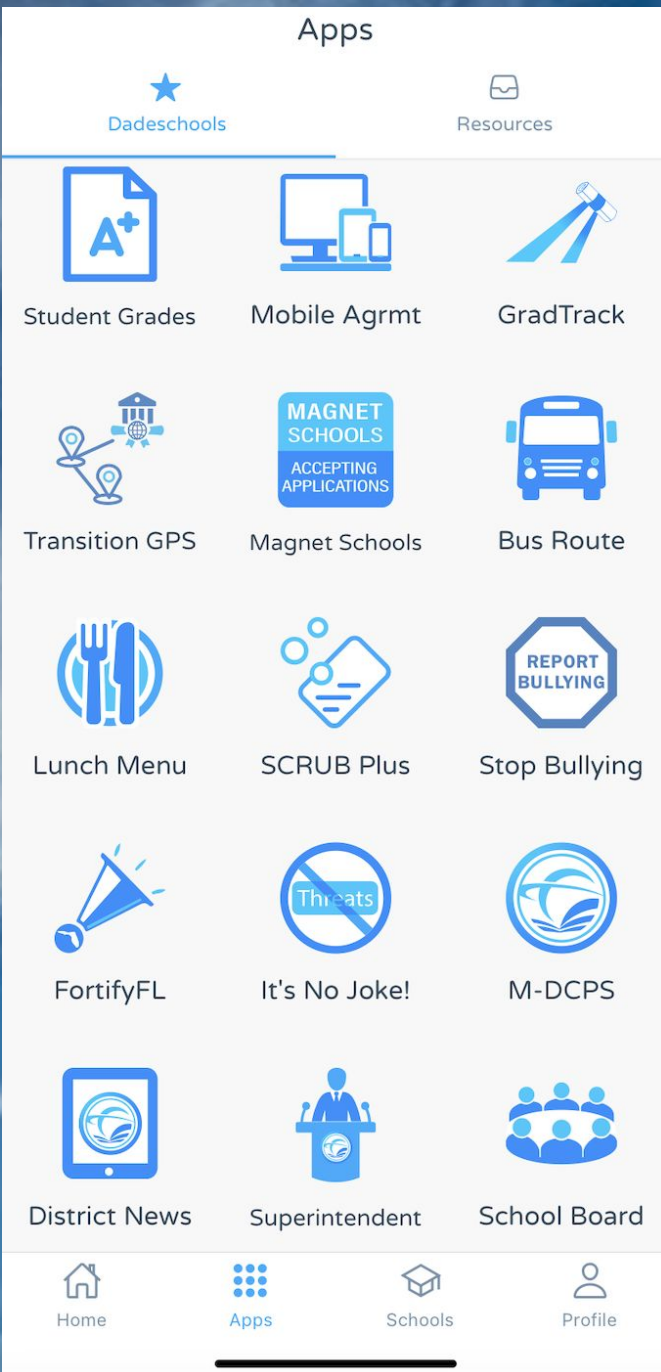 Apps
Dadeschools
Resources
A+
Student Grades
Mobile Agrmt
GradTrack
MAGNET
SCHOOLS
ACCEPTING
APPLICATIONS
Transition GPS
Magnet Schools
Bus Route
REPORT
BULLYING
Lunch Menu
SCRUB Plus
Stop Bullying
Threats
FortifyFL
It's No Joke!
M-DCPS
District News
Superintendent
School Board
Home
Apps
Schools
Profile